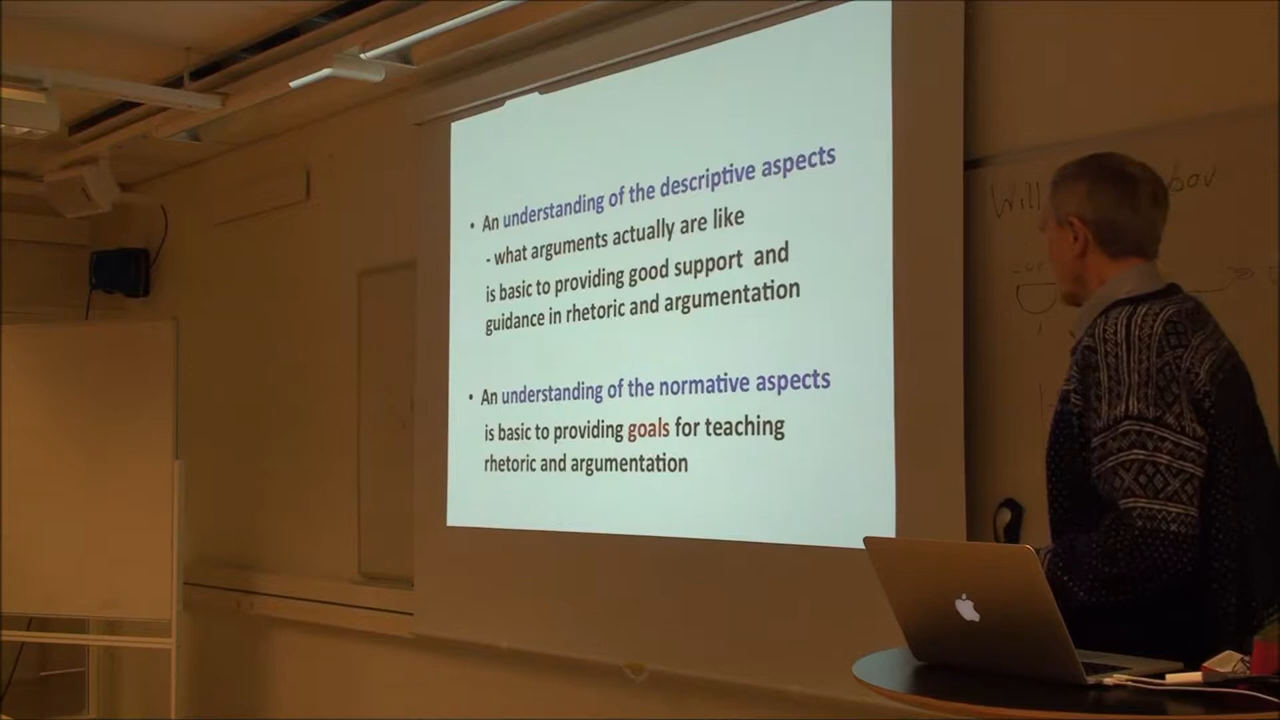 • An understanding of the descriptive aspects
- what arguments actually are like
is basic to providing good support and
guidance in rhetoric and argumentation
• An understanding of the normative aspects
is basic to providing goals for teaching
rhetoric and argumentation
Will